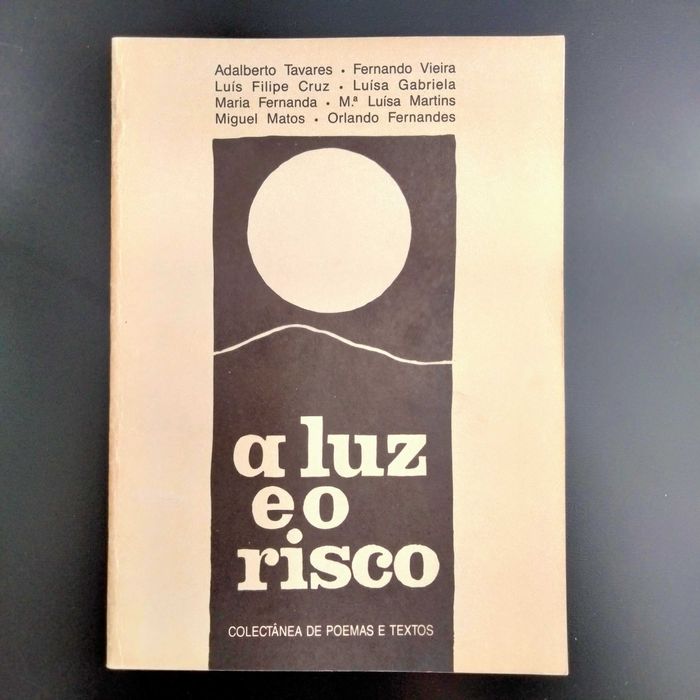 Adalberto Tavares • Fernando Vieira
Luís Filipe Cruz • Luísa Gabriela
Maria Fernanda • M.ª Luísa Martins
Miguel Matos • Orlando Fernandes
a luz
e o
risco
COLECTÂNEA DE POEMAS E TEXTOS